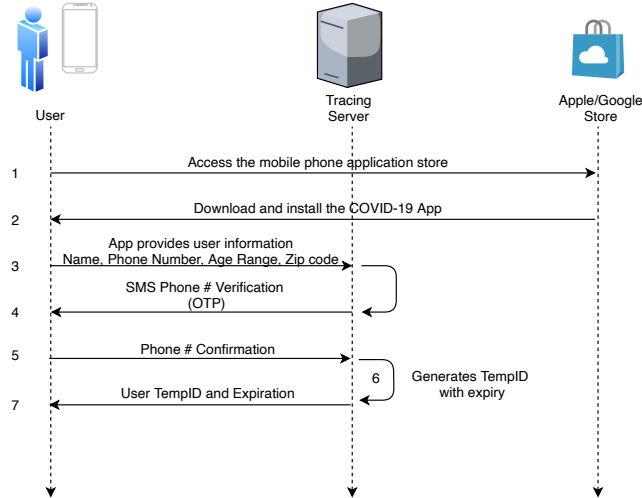 User
Tracing
Server
Apple/Google
Store
1
Access the mobile phone application store
2
Download and install the COVID-19 App
App provides user information
3
Name, Phone Number, Age Range, Zip code
SMS Phone # Verification
(OTP)
4
5
Phone # Confirmation
6
Generates TempID
with expiry
7
User TempID and Expiration